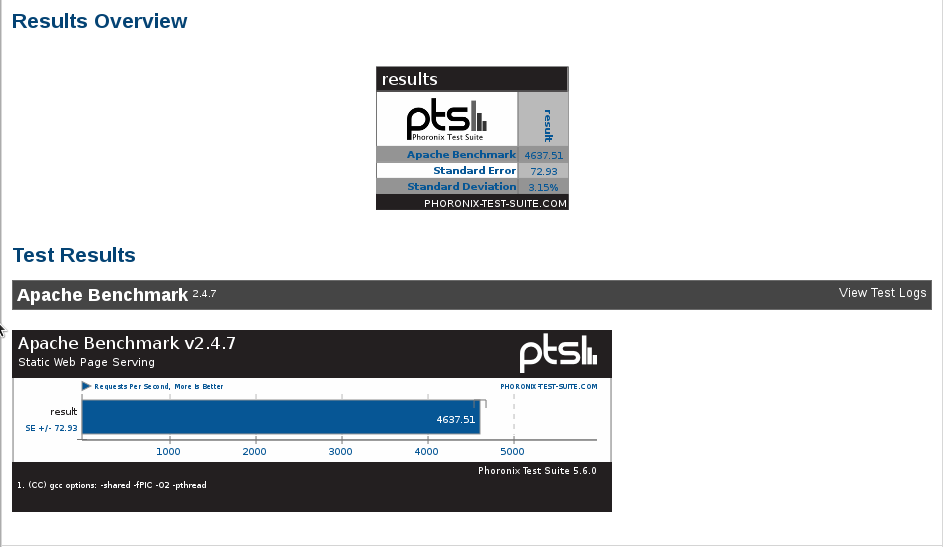 Results Overview
results
pts
Phoronix Test Suite
result
Apache Benchmark 4637.51
Standard Error 72.93
Standard Deviation 3.15%
PHORONIX-TEST-SUITE.COM
Test Results
Apache Benchmark 2.4.7 View Test Logs
Apache Benchmark v2.4.7
Static Web Page Serving
pts
Requests Per Second, More Is Better PHORONIX-TEST-SUITE.COM
result
SE +/- 72.93
4637.51
1000 2000 3000 4000 5000
Phoronix Test Suite 5.6.0
1. (CC) gcc options: -shared -fPIC -O2 -pthread